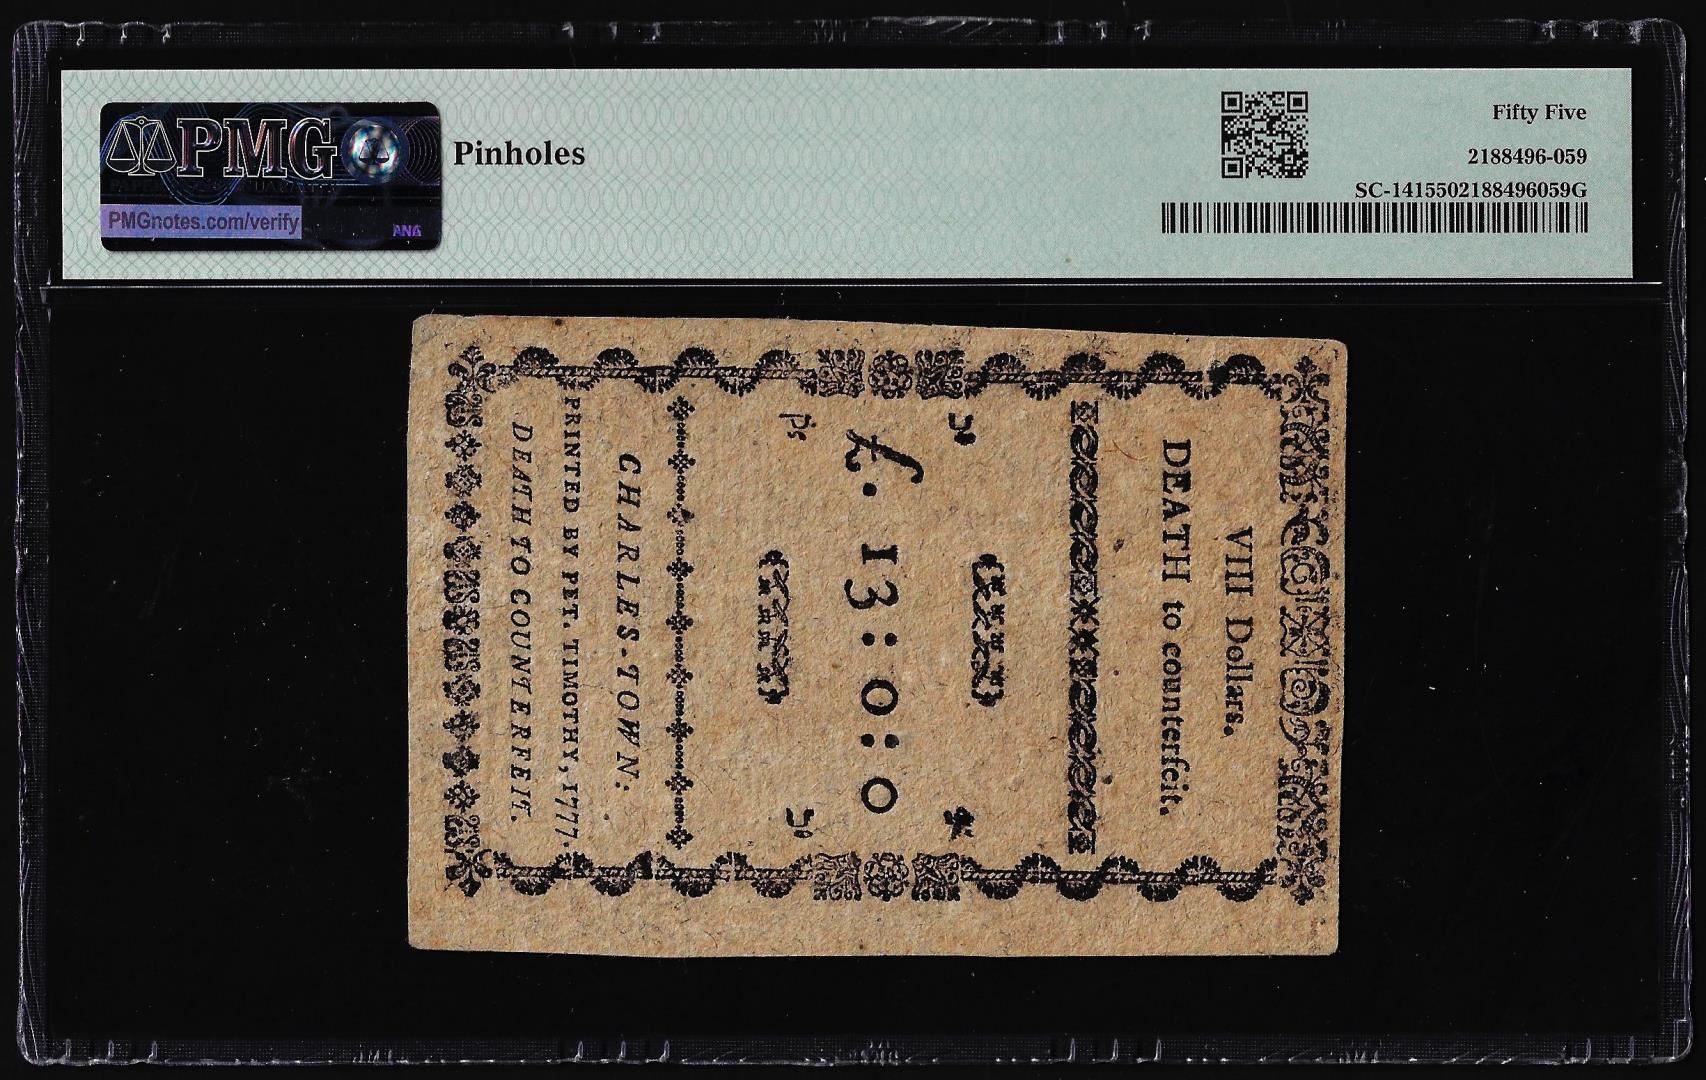 PMG
PMGnotes.com/verify
ANA
Pinholes
Fifty Five
2188496-059
SC-1415502188496059G
VIII Dollars.
DEATH to counterfeit.
£. 13 : 0 : 0
CHARLES-TOWN:
PRINTED BY PET. TIMOTHY, 1777.
DEATH TO COUNTERFEIT.